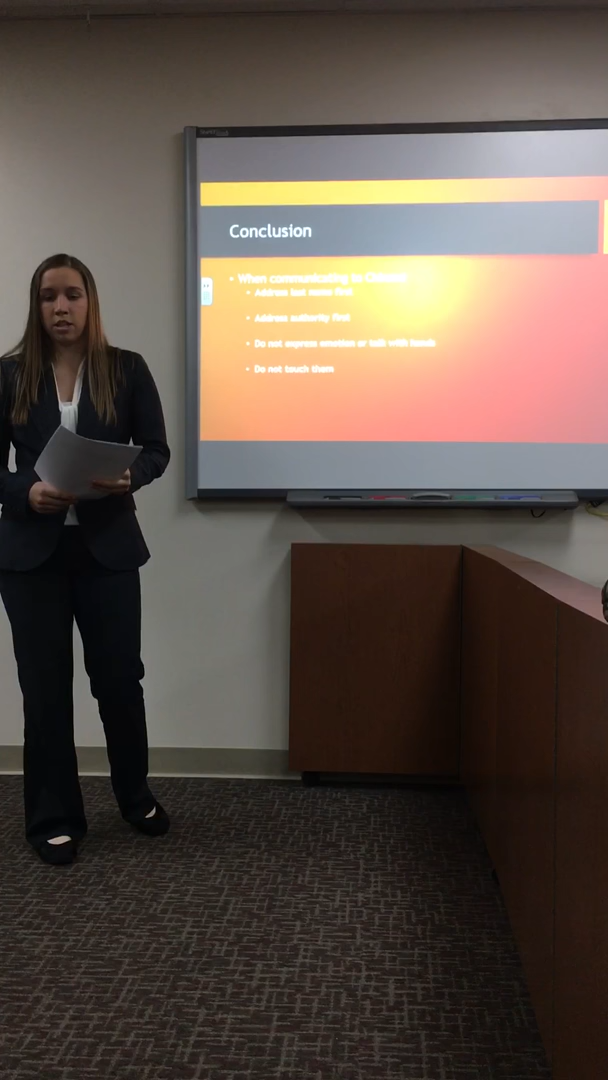 Conclusion
• When communicating to
• Address last name first
• Address authority first
• Do not express emotion or talk with hands
• Do not touch them